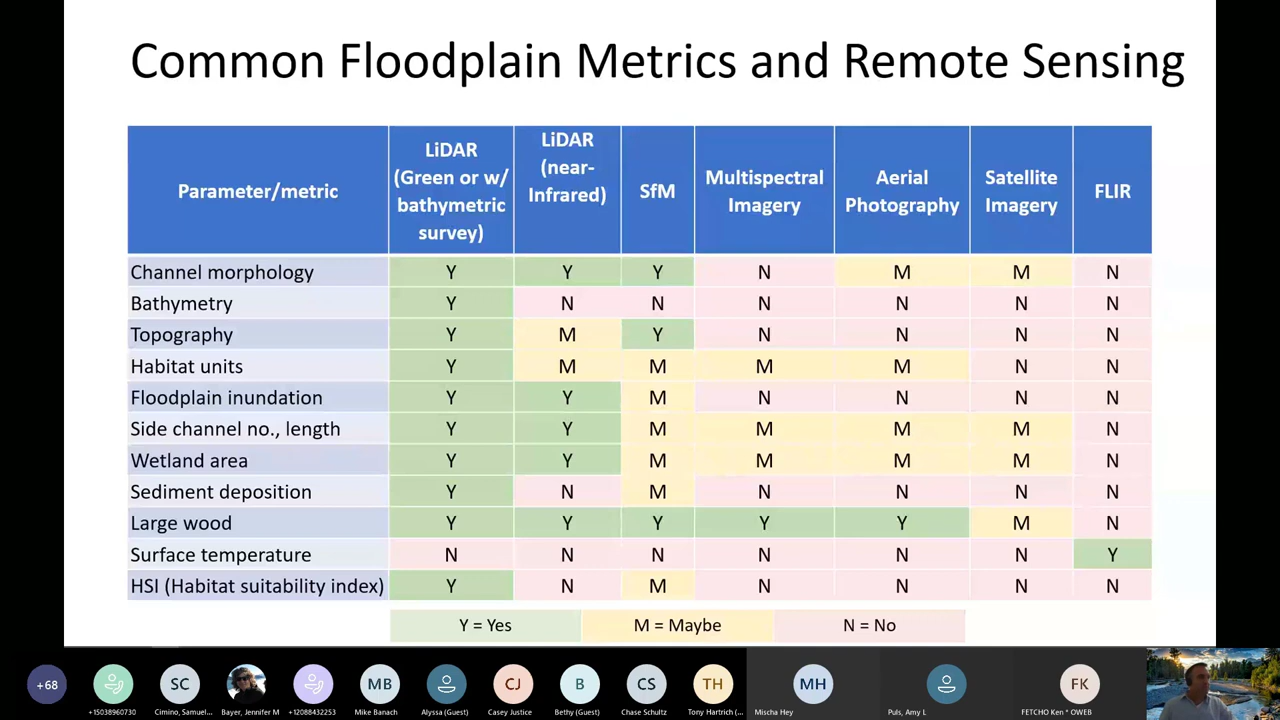 Common Floodplain Metrics and Remote Sensing
Parameter/metric LiDAR (Green or w/ bathymetric survey) LiDAR (near-Infrared) SfM Multispectral Imagery Aerial Photography Satellite Imagery FLIR
Channel morphology Y Y Y N M M N
Bathymetry Y N N N N N N
Topography Y M Y N N N N
Habitat units Y M M M M N N
Floodplain inundation Y Y M N N N N
Side channel no., length Y Y M M M M N
Wetland area Y Y M M M M N
Sediment deposition Y N M N N N N
Large wood Y Y Y Y Y M N
Surface temperature N N N N N N Y
HSI (Habitat suitability index) Y N M N N N N
Y = Yes M = Maybe N = No
+68 SC MB CJ B CS TH MH FK
+15038960730 Cimino, Samuel... Bayer, Jennifer M +12088432253 Mike Banach Alyssa (Guest) Casey Justice Bethy (Guest) Chase Schultz Tony Hartrich (... Mischa Hey Puls, Amy L FETCHO Ken * OWEB